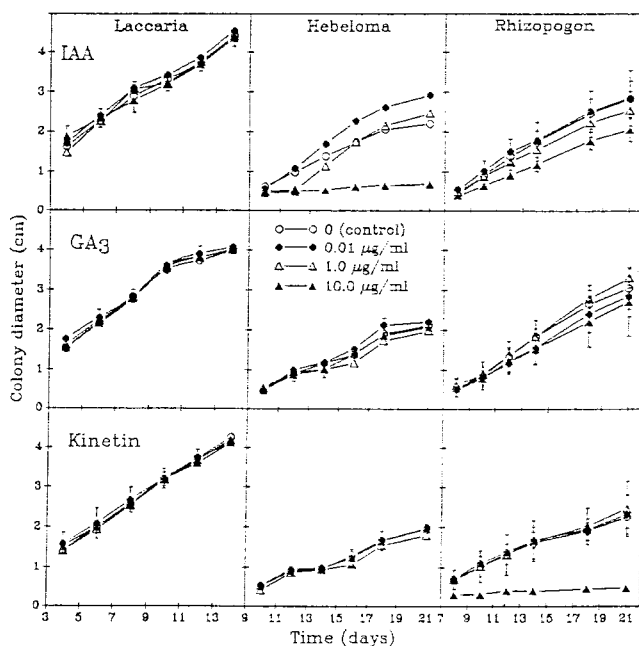 Laccaria Hebeloma Rhizopogon
IAA
4
3
2
1
0
GA3
0 (control)
0.01 µg/ml
1.0 µg/ml
10.0 µg/ml
4
3
2
1
0
Kinetin
4
3
2
1
0
Colony diameter (cm)
3 5 7 9 11 13 9 11 13 15 17 19 21 9 11 13 15 17 19 21
Time (days)